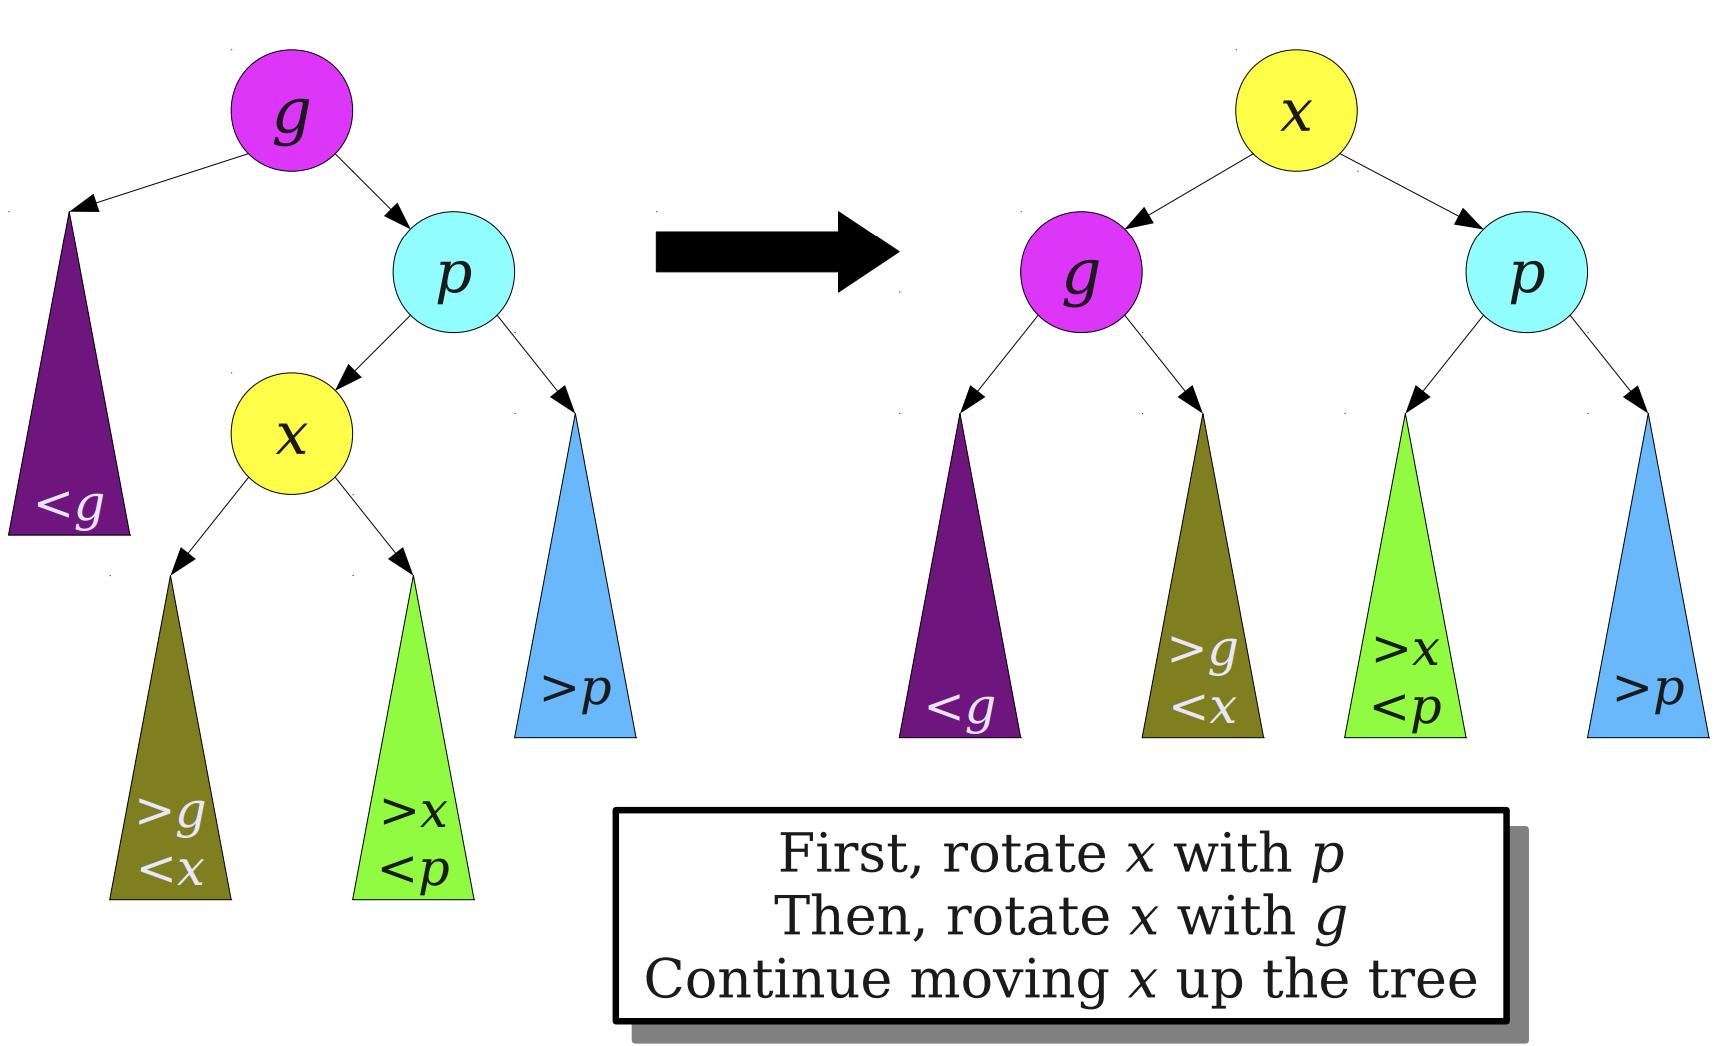 g
p
x
<g
>g
<x
>x
<p
>p
x
g
p
<g
>g
<x
>x
<p
>p
First, rotate x with p
Then, rotate x with g
Continue moving x up the tree